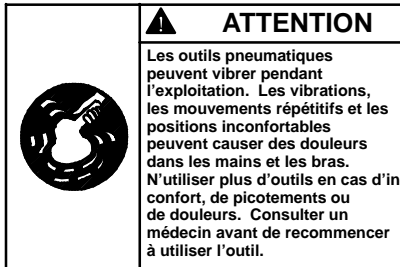 ATTENTION
Les outils pneumatiques
peuvent vibrer pendant
l'exploitation. Les vibrations,
les mouvements répétitifs et les
positions inconfortables
peuvent causer des douleurs
dans les mains et les bras.
N'utiliser plus d'outils en cas d'in
confort, de picotements ou
de douleurs. Consulter un
médecin avant de recommencer
à utiliser l'outil.